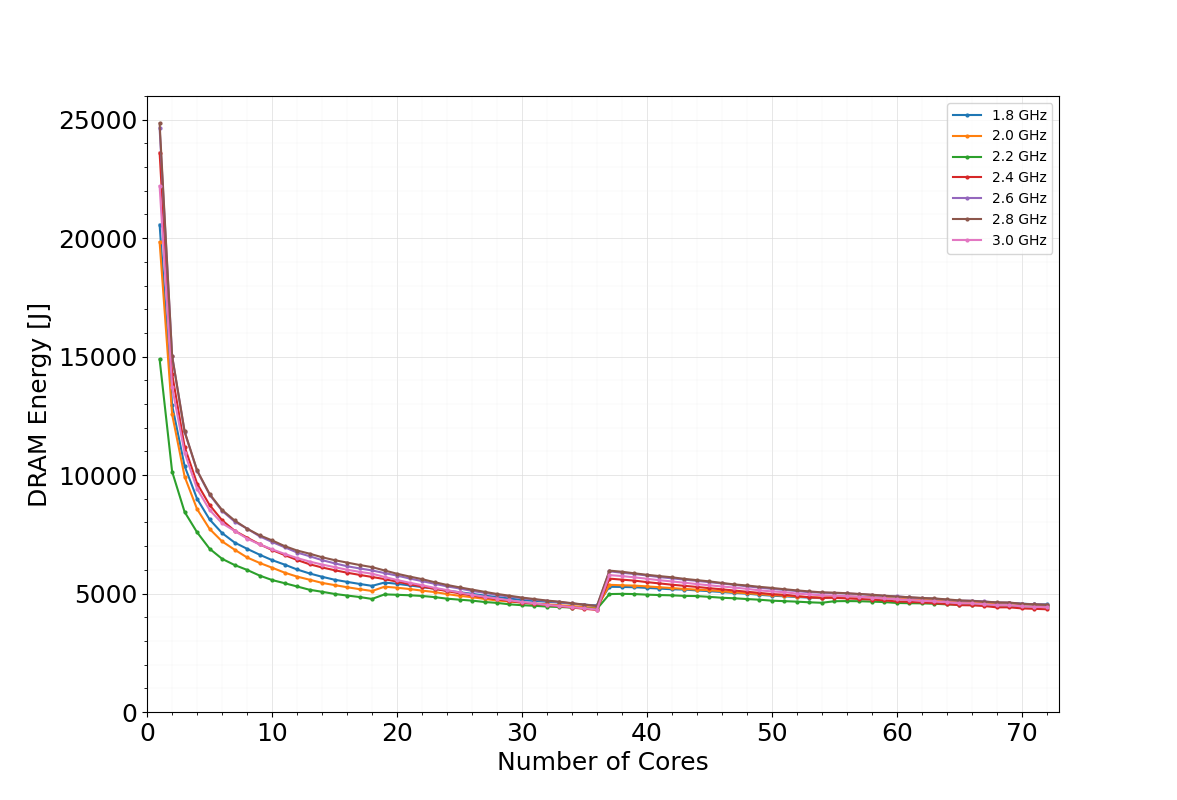 DRAM Energy [J]
25000
20000
15000
10000
5000
0
0 10 20 30 40 50 60 70
Number of Cores
1.8 GHz
2.0 GHz
2.2 GHz
2.4 GHz
2.6 GHz
2.8 GHz
3.0 GHz